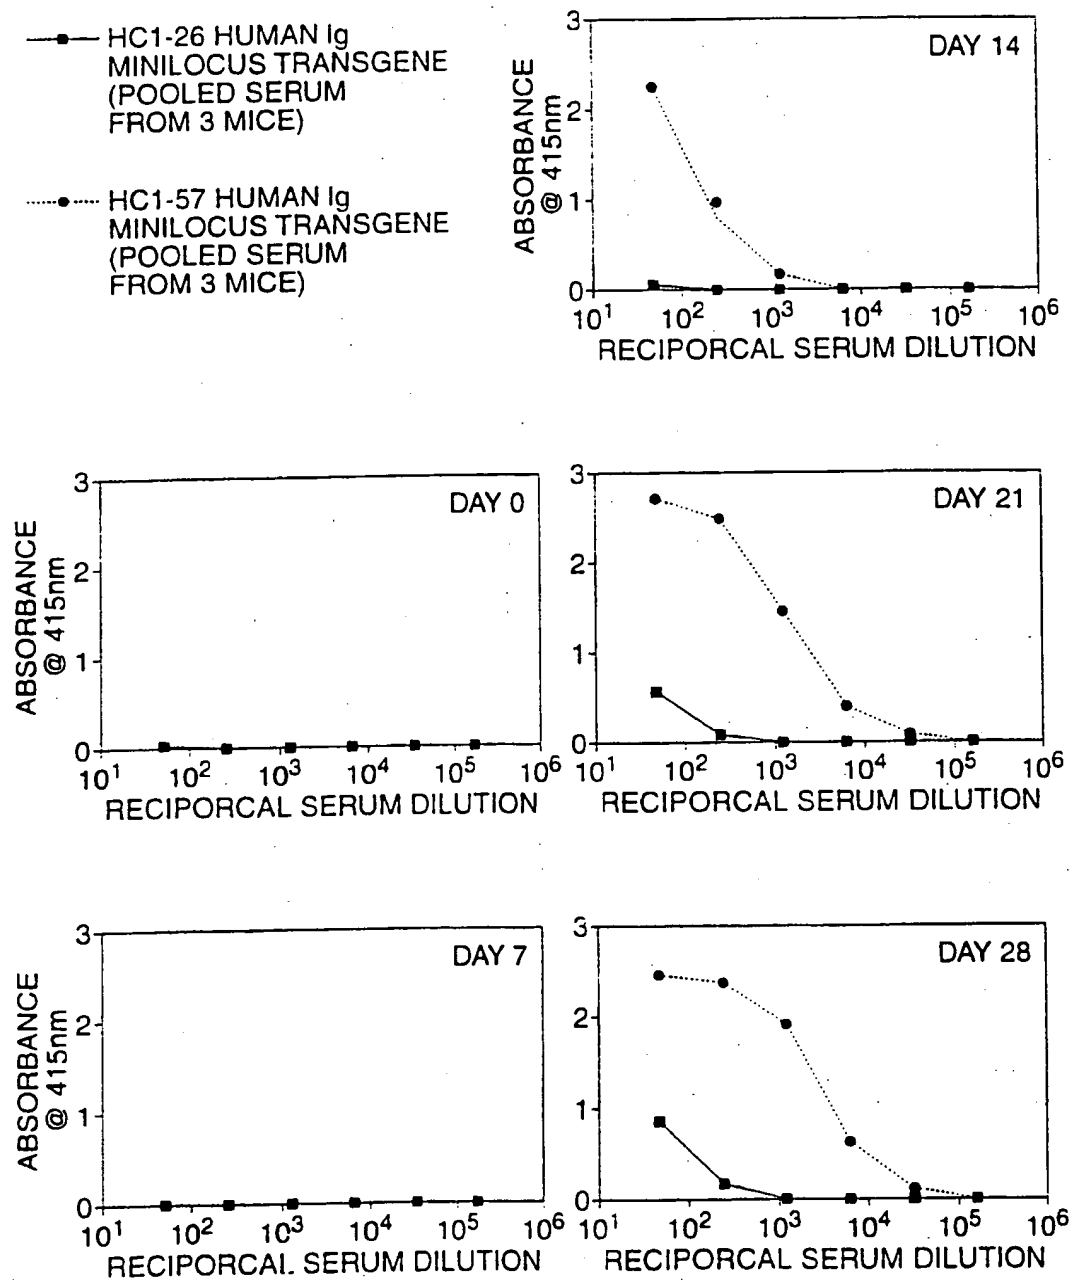 HC1-26 HUMAN Ig
MINILOCUS TRANSGENE
(POOLED SERUM
FROM 3 MICE)
HC1-57 HUMAN Ig
MINILOCUS TRANSGENE
(POOLED SERUM
FROM 3 MICE)
DAY 14
ABSORBANCE
@ 415nm
3
2
1
0
10¹ 10² 10³ 10⁴ 10⁵ 10⁶
RECIPORCAL SERUM DILUTION
DAY 0
ABSORBANCE
@ 415nm
3
2
1
0
10¹ 10² 10³ 10⁴ 10⁵ 10⁶
RECIPORCAL SERUM DILUTION
DAY 21
3
2
1
0
10¹ 10² 10³ 10⁴ 10⁵ 10⁶
RECIPORCAL SERUM DILUTION
DAY 7
ABSORBANCE
@ 415nm
3
2
1
0
10¹ 10² 10³ 10⁴ 10⁵ 10⁶
RECIPORCAL SERUM DILUTION
DAY 28
3
2
1
0
10¹ 10² 10³ 10⁴ 10⁵ 10⁶
RECIPORCAL SERUM DILUTION